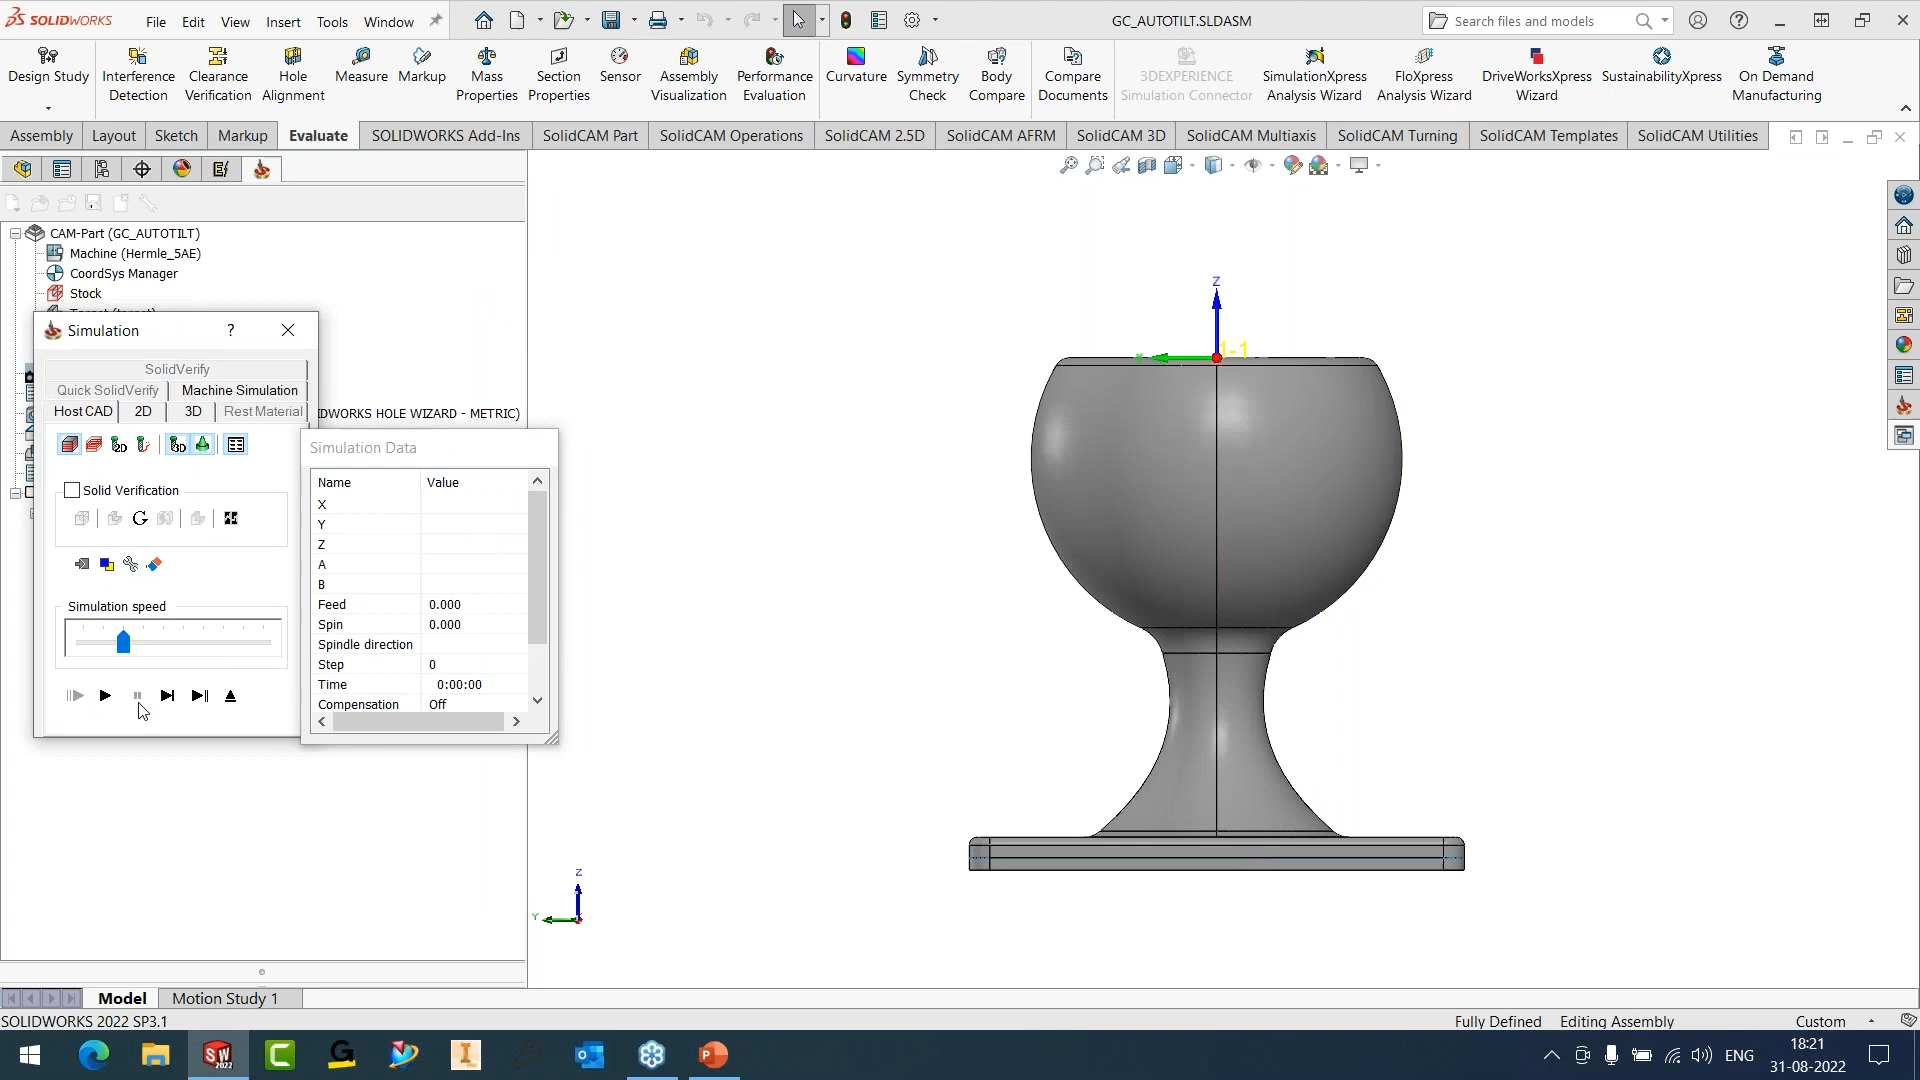 SOLIDWORKS File Edit View Insert Tools Window GC_AUTOTILT.SLDASM Search files and models
Design Study
Interference Detection
Clearance Verification
Hole Alignment
Measure
Markup
Mass Properties
Section Properties
Sensor
Assembly Visualization
Performance Evaluation
Curvature
Symmetry Check
Body Compare
Compare Documents
3DEXPERIENCE Simulation Connector
SimulationXpress Analysis Wizard
FloXpress Analysis Wizard
DriveWorksXpress Wizard
SustainabilityXpress
On Demand Manufacturing
Assembly Layout Sketch Markup Evaluate SOLIDWORKS Add-Ins SolidCAM Part SolidCAM Operations SolidCAM 2.5D SolidCAM AFRM SolidCAM 3D SolidCAM Multiaxis SolidCAM Turning SolidCAM Templates SolidCAM Utilities
CAM-Part (GC_AUTOTILT)
Machine (Hermle_5AE)
CoordSys Manager
Stock
Simulation ?
SolidVerify
Quick SolidVerify Machine Simulation
Host CAD 2D 3D Rest Material
IDWORKS HOLE WIZARD - METRIC)
Solid Verification
Simulation speed
Simulation Data
Name Value
X
Y
Z
A
B
Feed 0.000
Spin 0.000
Spindle direction
Step 0
Time 0:00:00
Compensation Off
Z
1-1
Z
Y
Model Motion Study 1
SOLIDWORKS 2022 SP3.1 Fully Defined Editing Assembly Custom
ENG
18:21
31-08-2022